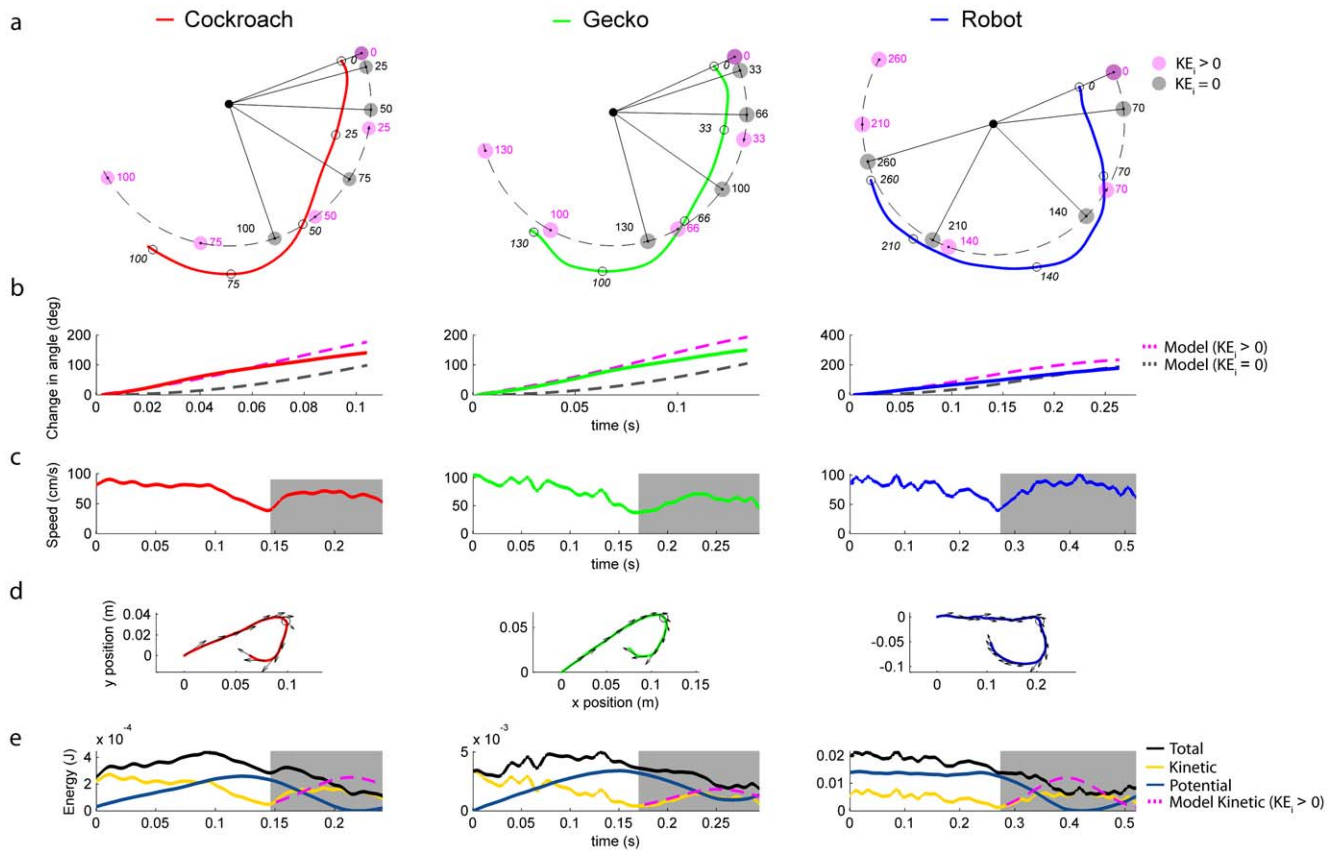 a
Cockroach
Gecko
Robot
0
0
25
50
25
25
75
50
50
100
75
100
75
100
0
0
33
66
33
33
100
66
66
130
100
130
100
130
260
0
0
KEi > 0
KEi = 0
210
70
260
70
260
70
140
210
210
140
140
b
Change in angle (deg)
200
100
0
0 0.02 0.04 0.06 0.08 0.1
200
100
0
0.05 0.1
time (s)
400
200
0
0 0.05 0.1 0.15 0.2 0.25
Model (KEi > 0)
Model (KEi = 0)
c
Speed (cm/s)
100
50
0
0 0.05 0.1 0.15 0.2
100
50
0
0 0.05 0.1 0.15 0.2 0.25
time (s)
100
50
0
0 0.1 0.2 0.3 0.4 0.5
d
y position (m)
0.04
0.02
0
0 0.05 0.1
0.05
0
0 0.05 0.1 0.15
x position (m)
0
-0.05
-0.1
0 0.1 0.2
e
Energy (J)
x 10-4
4
2
0
0 0.05 0.1 0.15 0.2
x 10-3
5
0
0 0.05 0.1 0.15 0.2 0.25
time (s)
0.02
0.01
0
0 0.1 0.2 0.3 0.4 0.5
Total
Kinetic
Potential
Model Kinetic (KEi > 0)